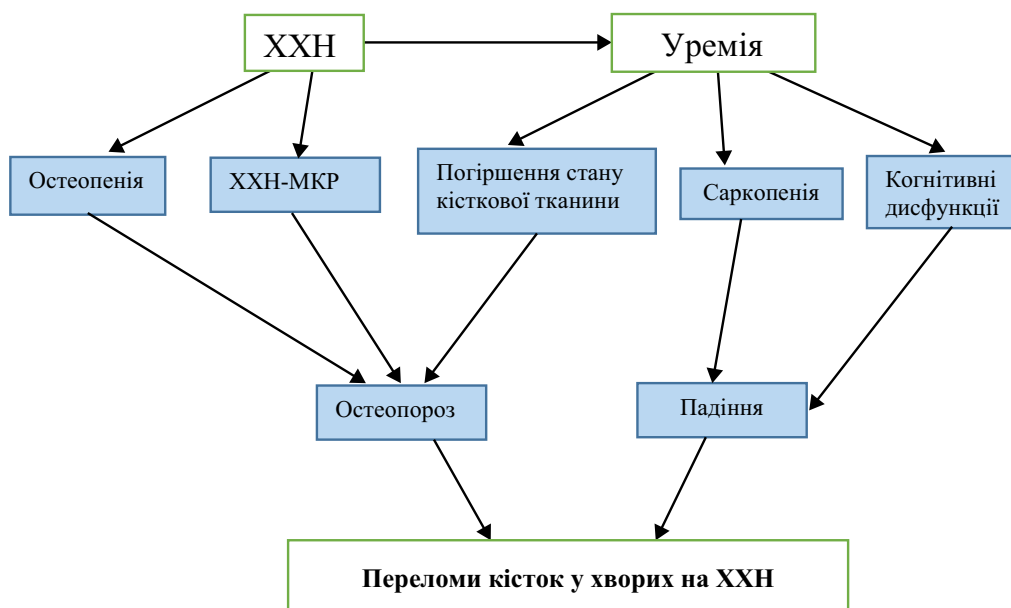 ХХН
Уремія
Остеопенія
ХХН-МКР
Погіршення стану
кісткової тканини
Саркопенія
Когнітивні
дисфункції
Остеопороз
Падіння
Переломи кісток у хворих на ХХН